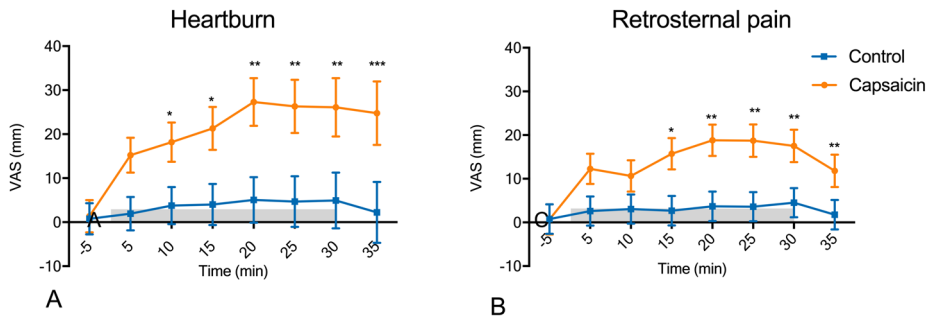 Heartburn
40
30
20
10
0
-10
VAS (mm)
* * ** ** ** ***
A
-5 5 10 15 20 25 30 35
Time (min)
A
Retrosternal pain
Control
Capsaicin
40
30
20
10
0
-10
VAS (mm)
* ** ** ** **
C
-5 5 10 15 20 25 30 35
Time (min)
B